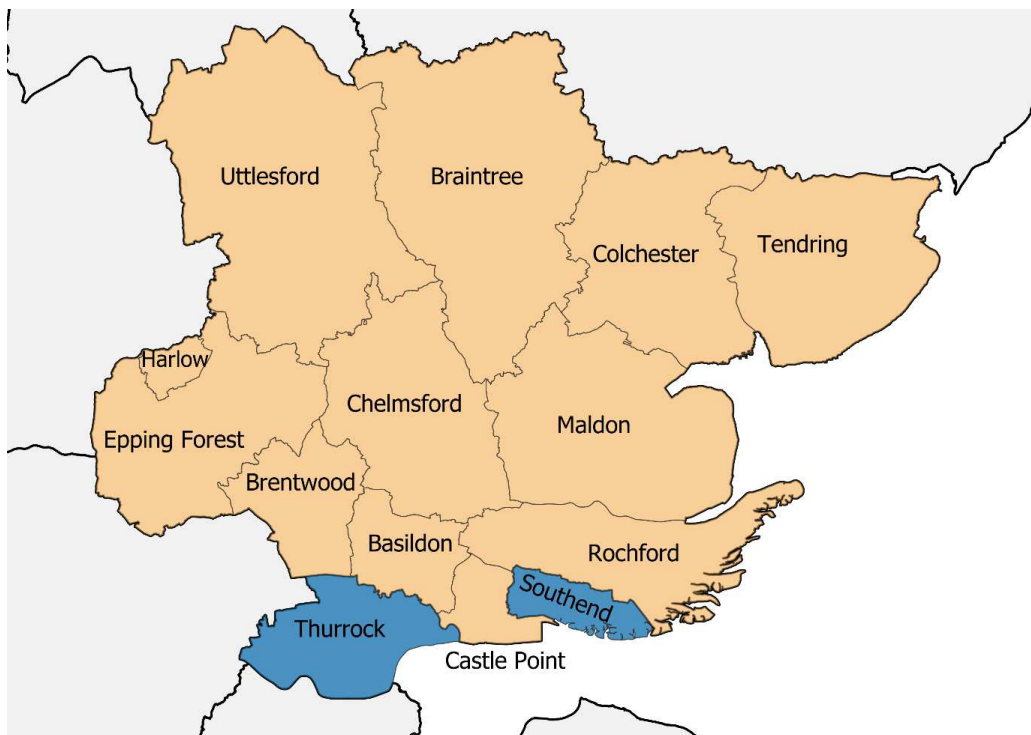 Uttlesford
Braintree
Colchester
Tendring
Harlow
Chelmsford
Maldon
Epping Forest
Brentwood
Basildon
Rochford
Southend
Thurrock
Castle Point